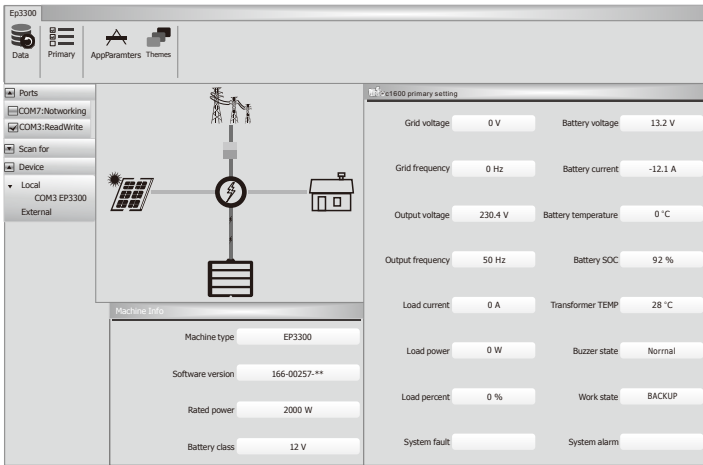 Ep3300
Data
Primary
AppParamters
Themes
Ports
COM7:Notworking
COM3:ReadWrite
Scan for
Device
Local
COM3 EP3300
External
Machine Info
Machine type EP3300
Software version 166-00257-**
Rated power 2000 W
Battery class 12 V
-c1600 primary setting
Grid voltage 0 V Battery voltage 13.2 V
Grid frequency 0 Hz Battery current -12.1 A
Output voltage 230.4 V Battery temperature 0 °C
Output frequency 50 Hz Battery SOC 92 %
Load current 0 A Transformer TEMP 28 °C
Load power 0 W Buzzer state Norrnal
Load percent 0 % Work state BACKUP
System fault System alarm